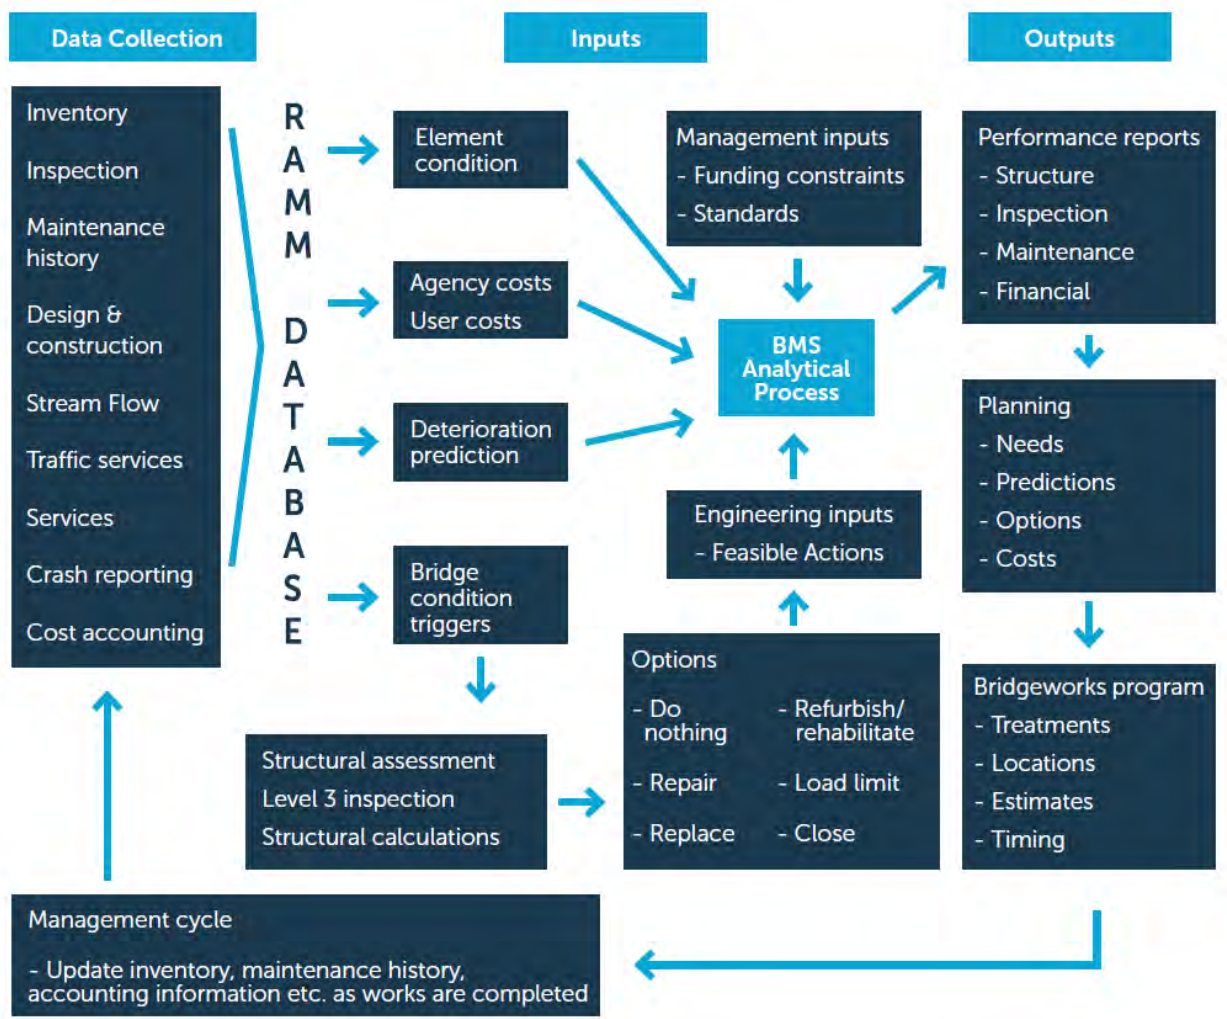 Data Collection
Inputs
Outputs
Inventory
Inspection
Maintenance
history
Design &
construction
Stream Flow
Traffic services
Services
Crash reporting
Cost accounting
RAMM DATABASE
Element
condition
Agency costs
User costs
Deterioration
prediction
Bridge
condition
triggers
Structural assessment
Level 3 inspection
Structural calculations
Management inputs
- Funding constraints
- Standards
BMS
Analytical
Process
Engineering inputs
- Feasible Actions
Options
- Do
nothing
- Repair
- Replace
- Refurbish/
rehabilitate
- Load limit
- Close
Performance reports
- Structure
- Inspection
- Maintenance
- Financial
Planning
- Needs
- Predictions
- Options
- Costs
Bridgeworks program
- Treatments
- Locations
- Estimates
- Timing
Management cycle
- Update inventory, maintenance history,
accounting information etc. as works are completed